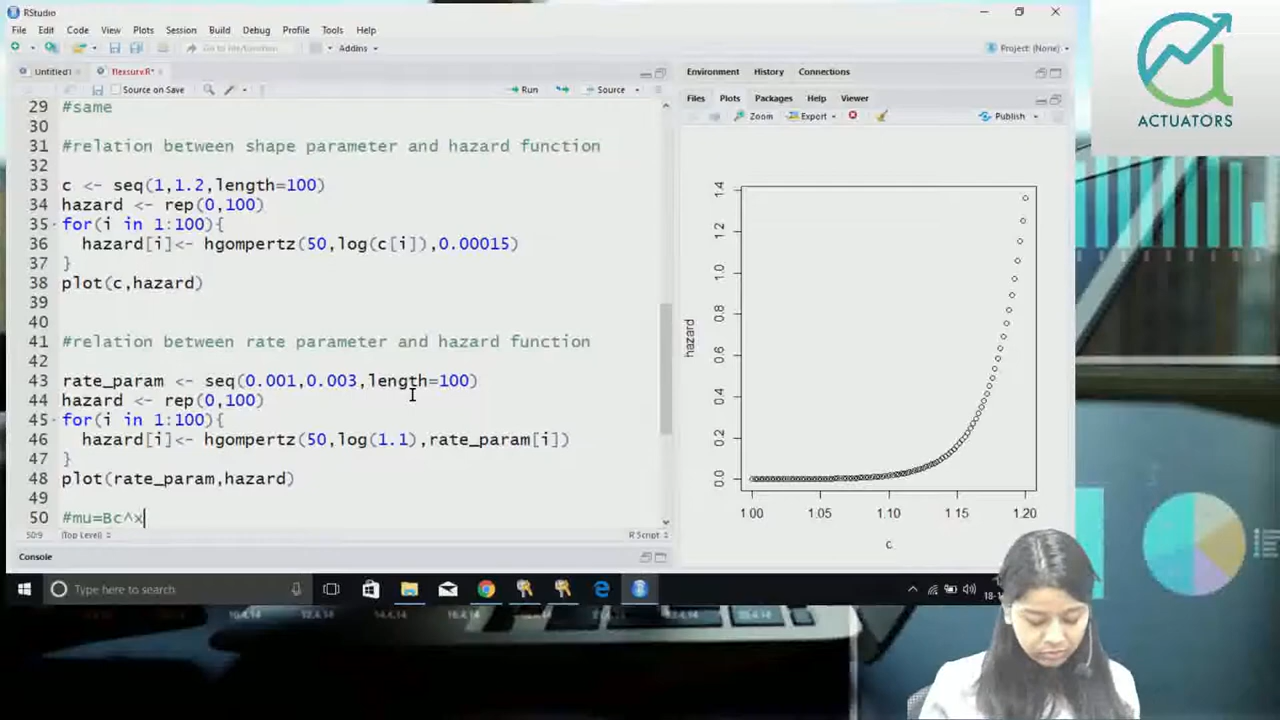 RStudio
File Edit Code View Plots Session Build Debug Profile Tools Help
Go to file/function
Addins
Project: (None)
Untitled1
flexsurv.R*
Source on Save
Run
Source
29 #same
30
31 #relation between shape parameter and hazard function
32
33 c <- seq(1,1.2,length=100)
34 hazard <- rep(0,100)
35 for(i in 1:100){
36 hazard[i]<- hgompertz(50,log(c[i]),0.00015)
37 }
38 plot(c,hazard)
39
40
41 #relation between rate parameter and hazard function
42
43 rate_param <- seq(0.001,0.003,length=100)
44 hazard <- rep(0,100)
45 for(i in 1:100){
46 hazard[i]<- hgompertz(50,log(1.1),rate_param[i])
47 }
48 plot(rate_param,hazard)
49
50 #mu=Bc^x
50:9 (Top Level)
R Script
Console
Environment History Connections
Files Plots Packages Help Viewer
Zoom Export Publish
1.4
1.2
1.0
0.8
0.6
0.4
0.2
0.0
hazard
1.00 1.05 1.10 1.15 1.20
c
Type here to search
ACTUATORS